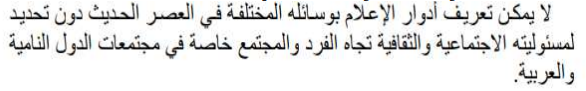 لا يمكن تعريف أدوار الإعلام بوسائله المختلفة في العصر الحديث دون تحديد
لمسئوليته الاجتماعية والثقافية تجاه الفرد والمجتمع خاصة في مجتمعات الدول النامية
والعربية.